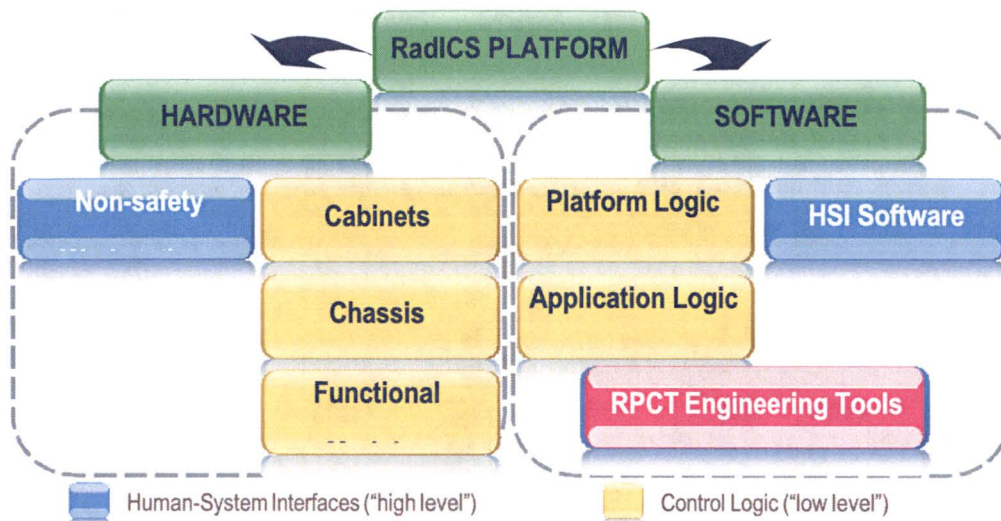 RadICS PLATFORM
HARDWARE
SOFTWARE
Non-safety
Cabinets
Platform Logic
HSI Software
Chassis
Application Logic
Functional
RPCT Engineering Tools
Human-System Interfaces ("high level")
Control Logic ("low level")